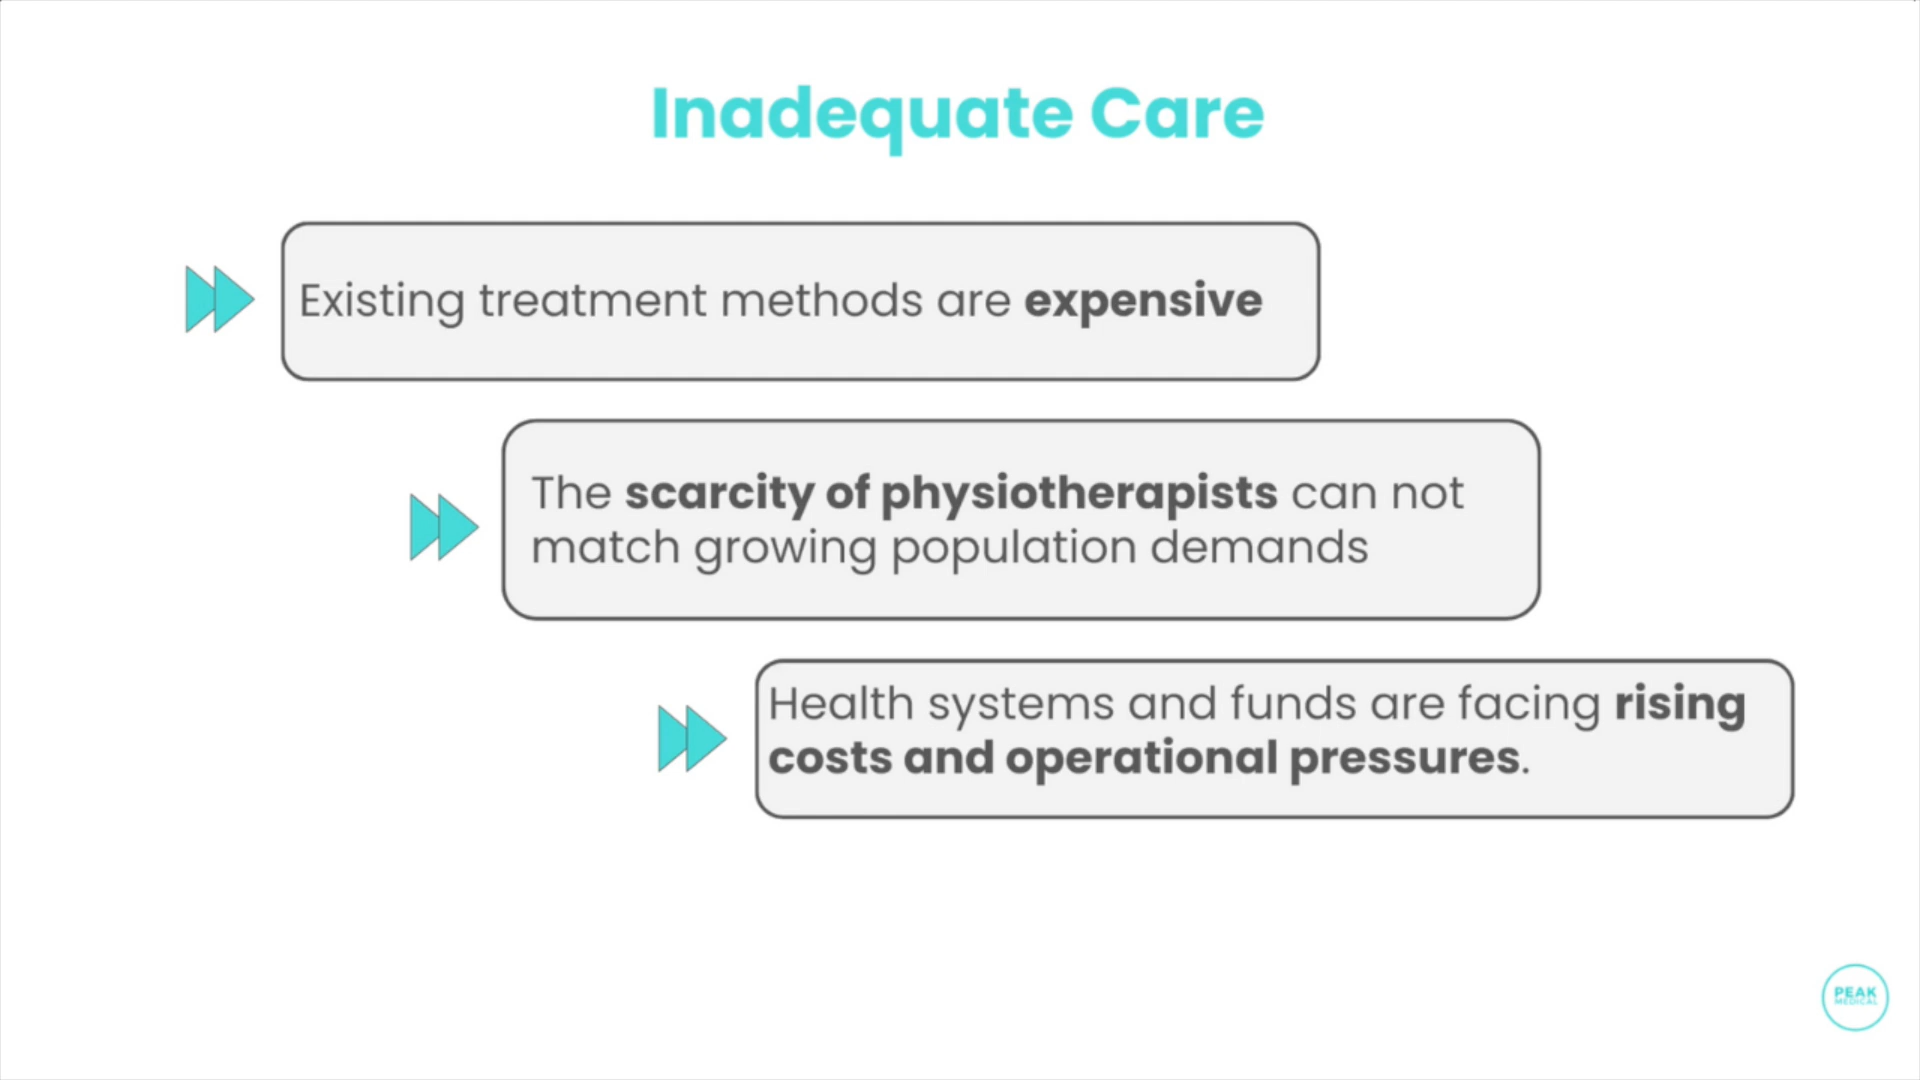 Inadequate Care
Existing treatment methods are expensive
The scarcity of physiotherapists can not
match growing population demands
Health systems and funds are facing rising
costs and operational pressures.
PEAK
MEDICAL